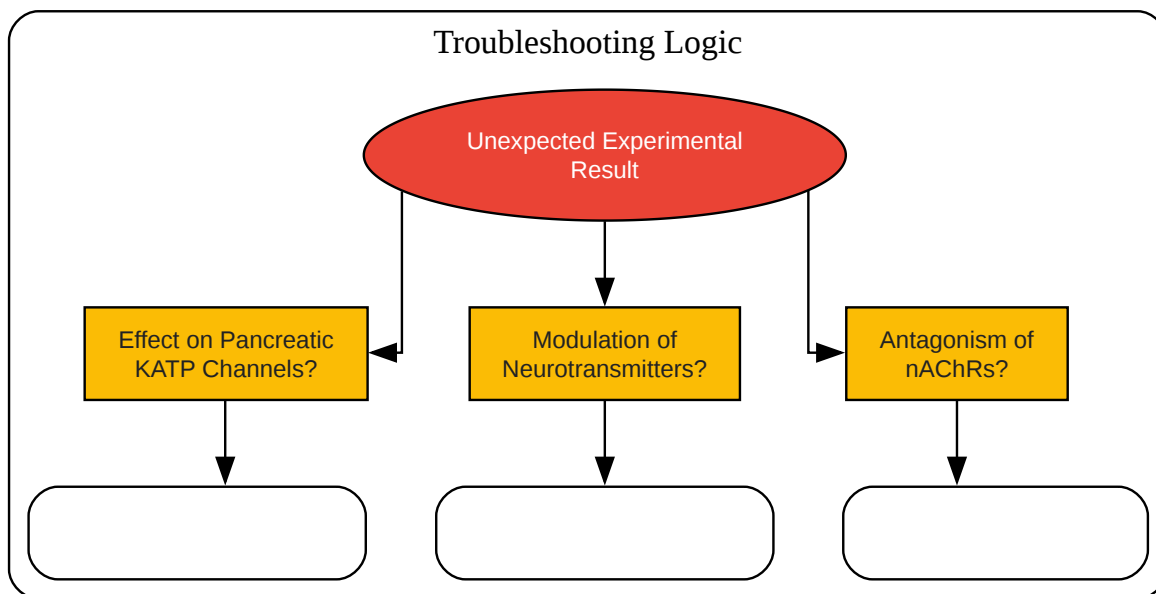 Troubleshooting Logic
Unexpected Experimental
Result
Effect on Pancreatic
KATP Channels?
Modulation of
Neurotransmitters?
Antagonism of
nAChRs?